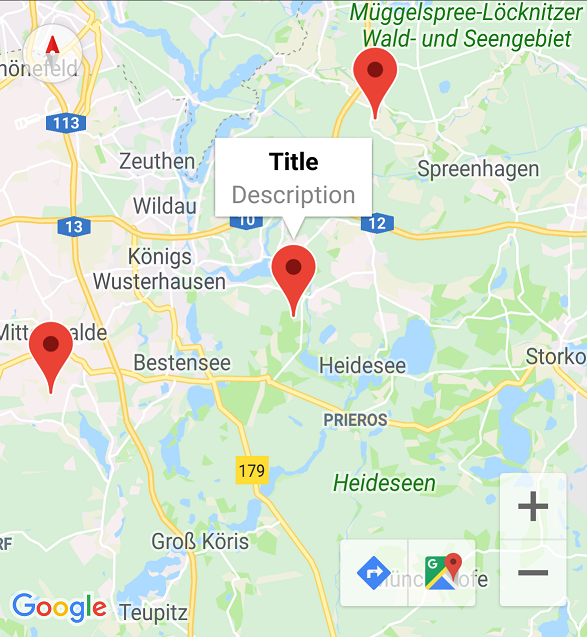 Müggelspree-Löcknitzer
Wald- und Seengebiet
113
Zeuthen
Title
Spreenhagen
Description
Wildau
10
12
13
Königs
Wusterhausen
Bestensee
Heidesee
Storko
PRIEROS
179
Heideseen
+
Groß Köris
−
G
Google
Teupitz